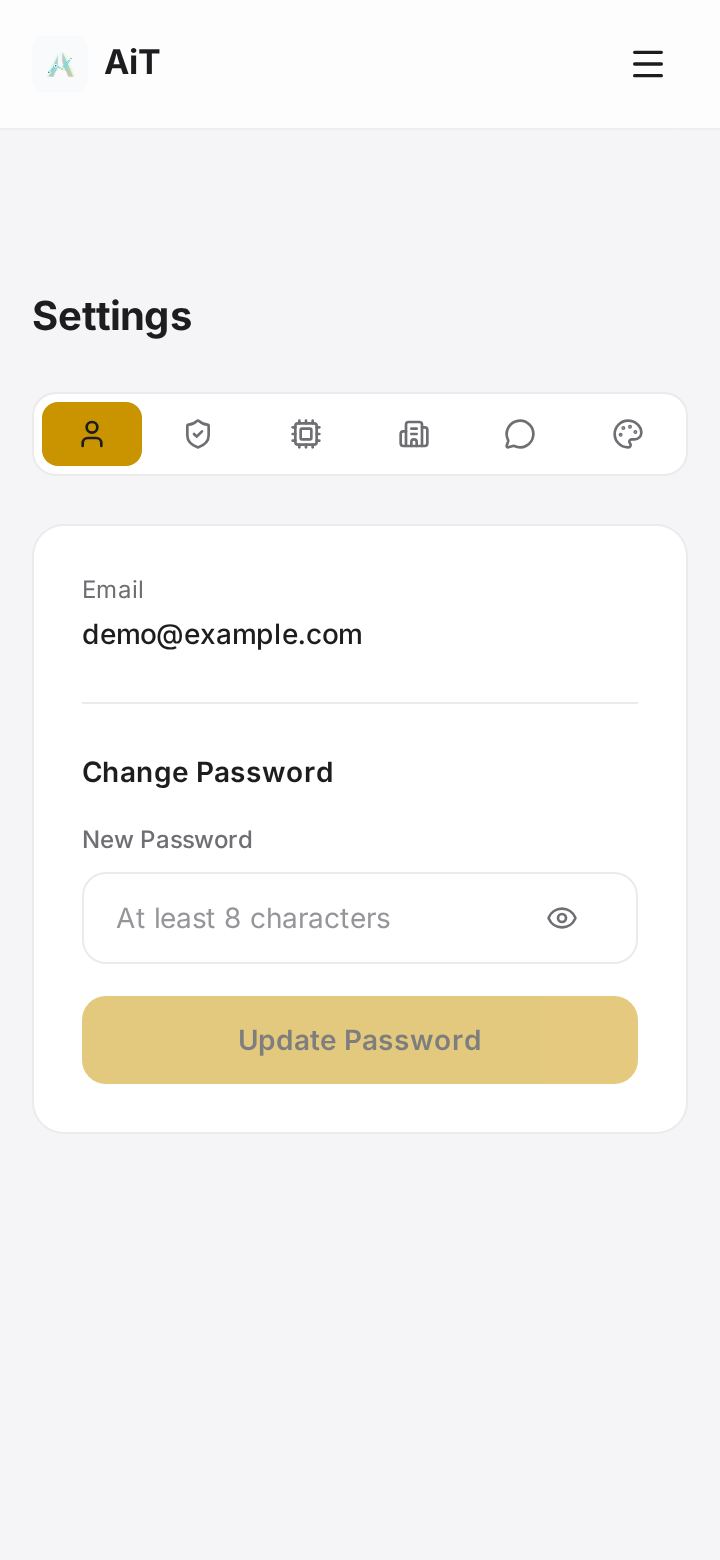 AiT
Settings
Email
demo@example.com
Change Password
New Password
At least 8 characters
Update Password